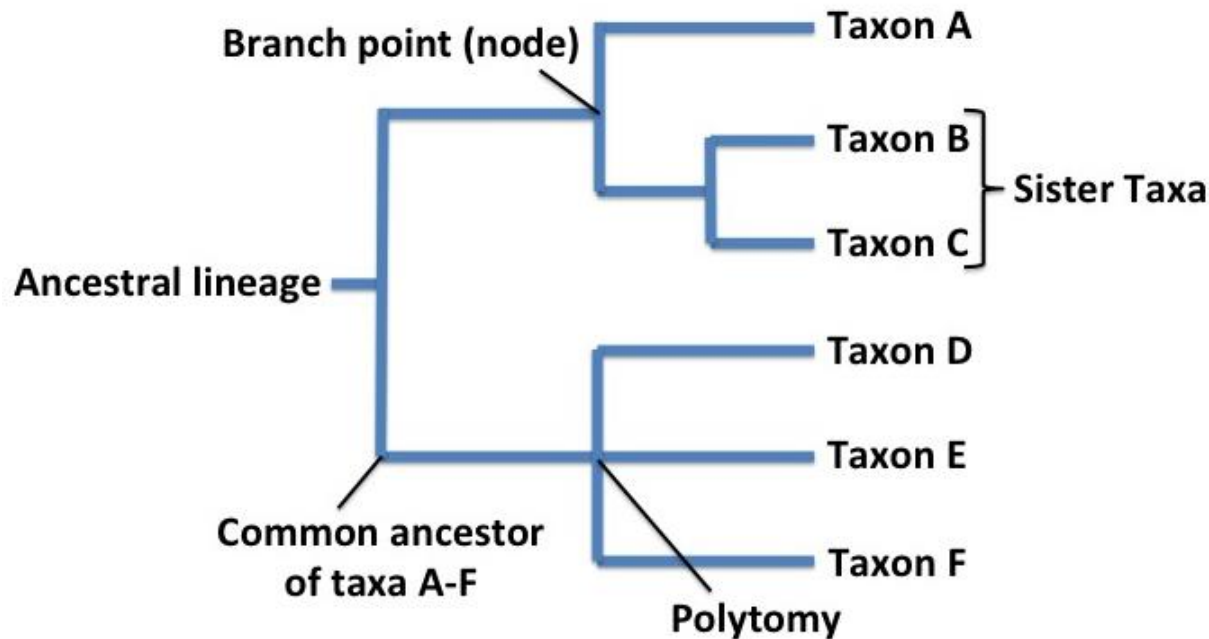 Taxon A
Branch point (node)
Taxon B
Sister Taxa
Taxon C
Ancestral lineage
Taxon D
Taxon E
Common ancestor
of taxa A-F
Taxon F
Polytomy